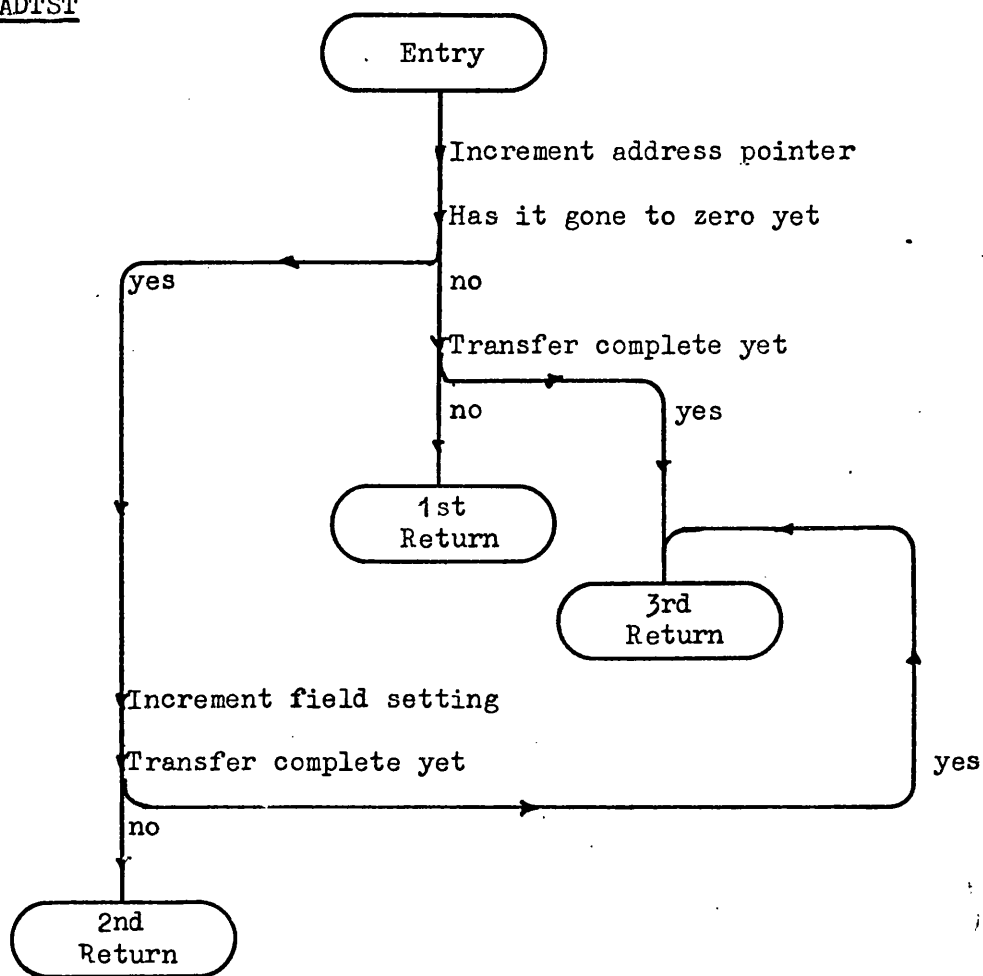 ADTST
Entry
Increment address pointer
Has it gone to zero yet
yes
no
Transfer complete yet
no
yes
1st
Return
3rd
Return
Increment field setting
Transfer complete yet
yes
no
2nd
Return